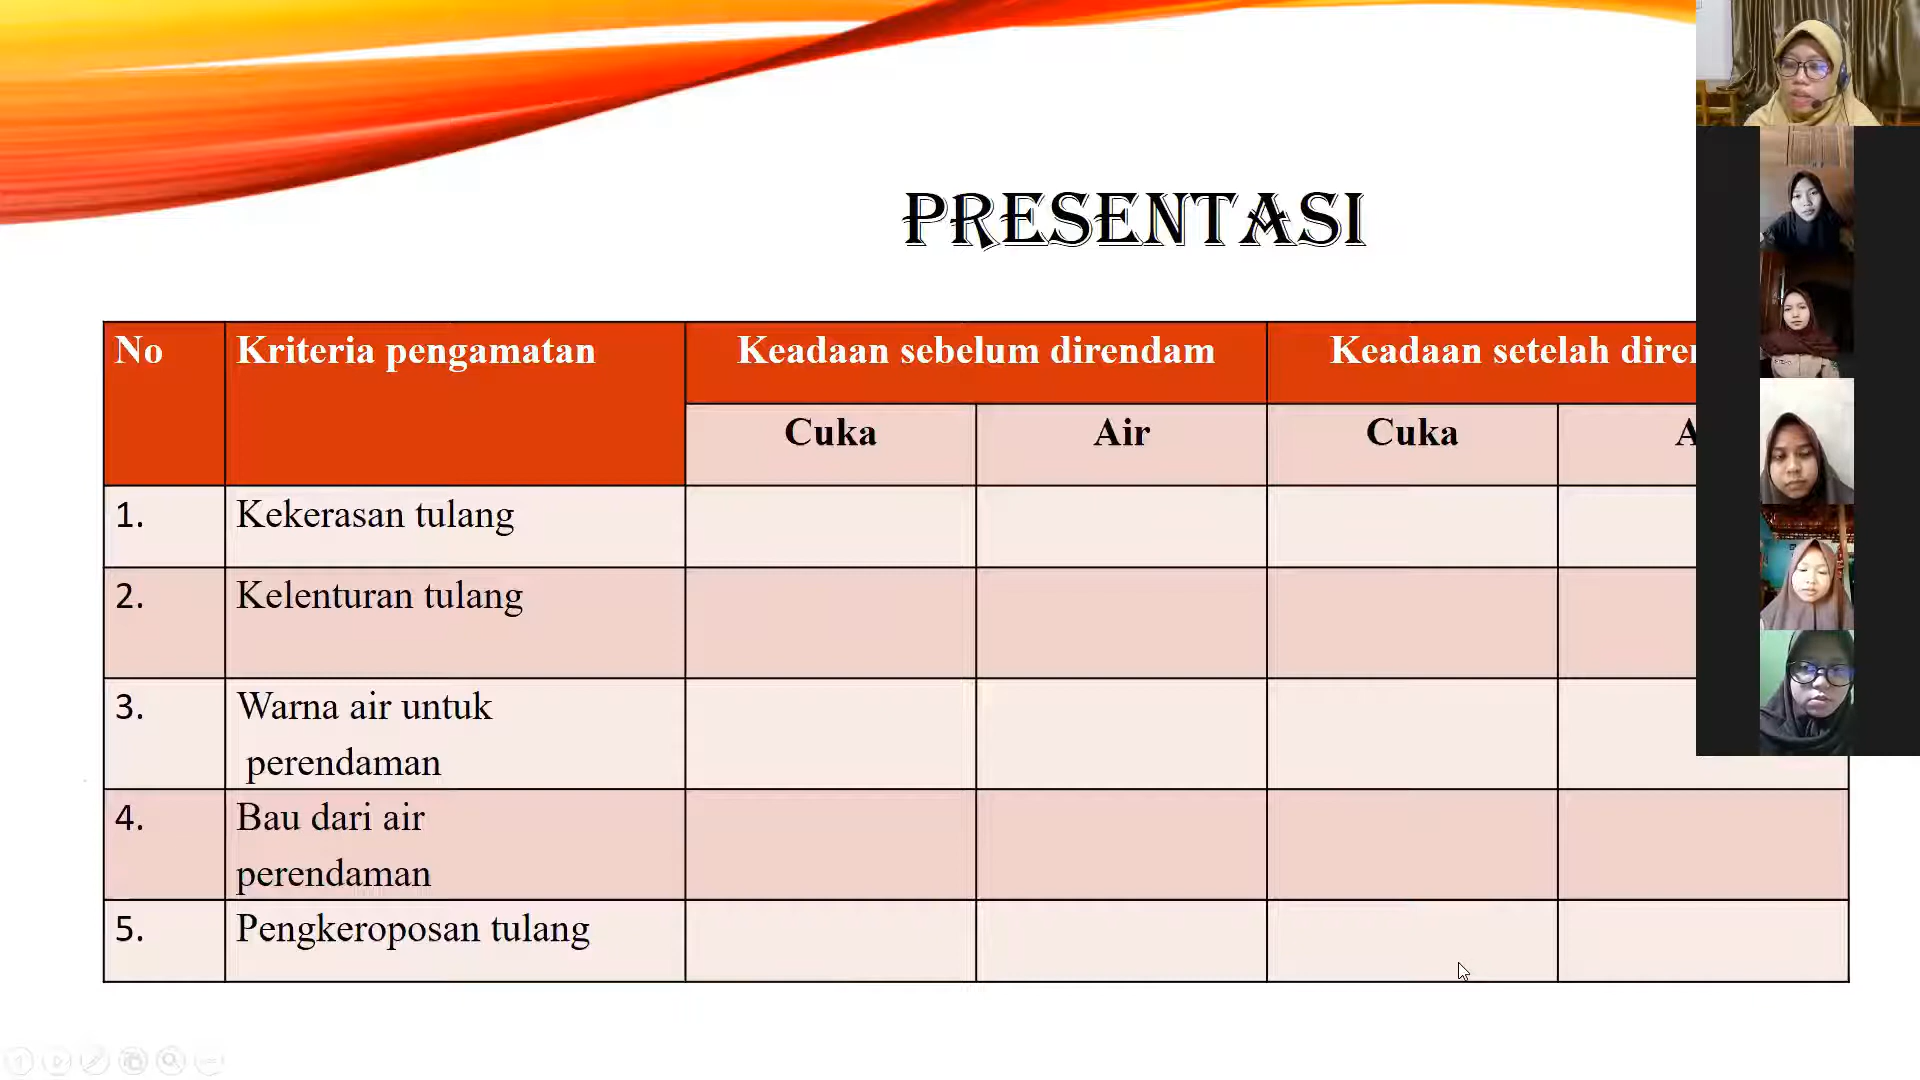 PRESENTASI
No Kriteria pengamatan Keadaan sebelum direndam Keadaan setelah
Cuka Air Cuka
1. Kekerasan tulang
2. Kelenturan tulang
3. Warna air untuk
perendaman
4. Bau dari air
perendaman
5. Pengkeroposan tulang